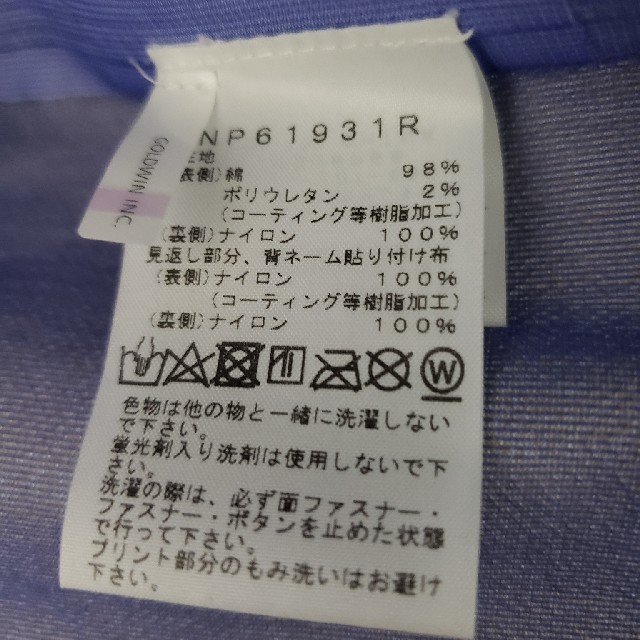 NP61931R
GOLDWIN INC
地
表側)綿 98%
ポリウレタン 2%
(コーティング等樹脂加工)
(裏側)ナイロン 100%
見返し部分、背ネーム貼り付け布
(表側)ナイロン 100%
(コーティング等樹脂加工)
(裏側)ナイロン 100%
W
色物は他の物と一緒に洗濯しない
で下さい。
蛍光剤入り洗剤は使用しないで下
さい。
洗濯の際は、必ず面ファスナー・
ファスナー・ボタンを止めた状態
で行って下さい。
プリント部分のもみ洗いはお避け
下さい。